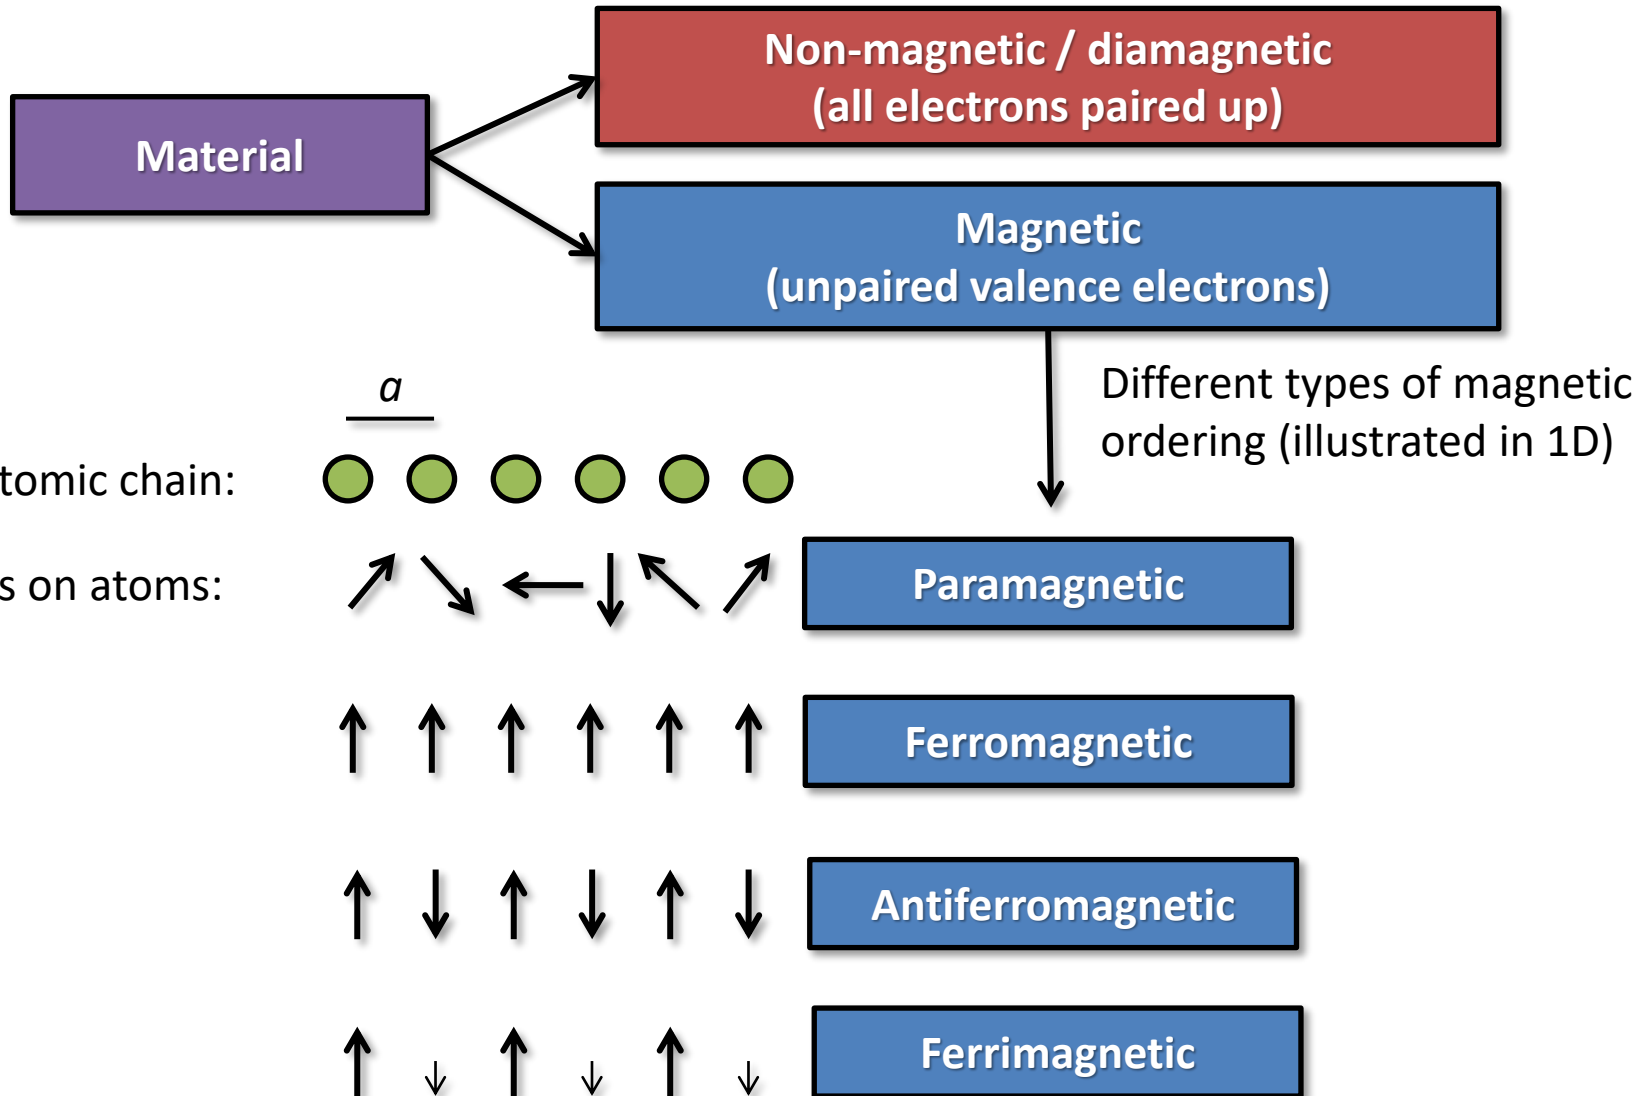 Non-magnetic / diamagnetic
(all electrons paired up)
Material
Magnetic
(unpaired valence electrons)
a
Different types of magnetic
ordering (illustrated in 1D)
tomic chain:
s on atoms:
Paramagnetic
Ferromagnetic
Antiferromagnetic
Ferrimagnetic